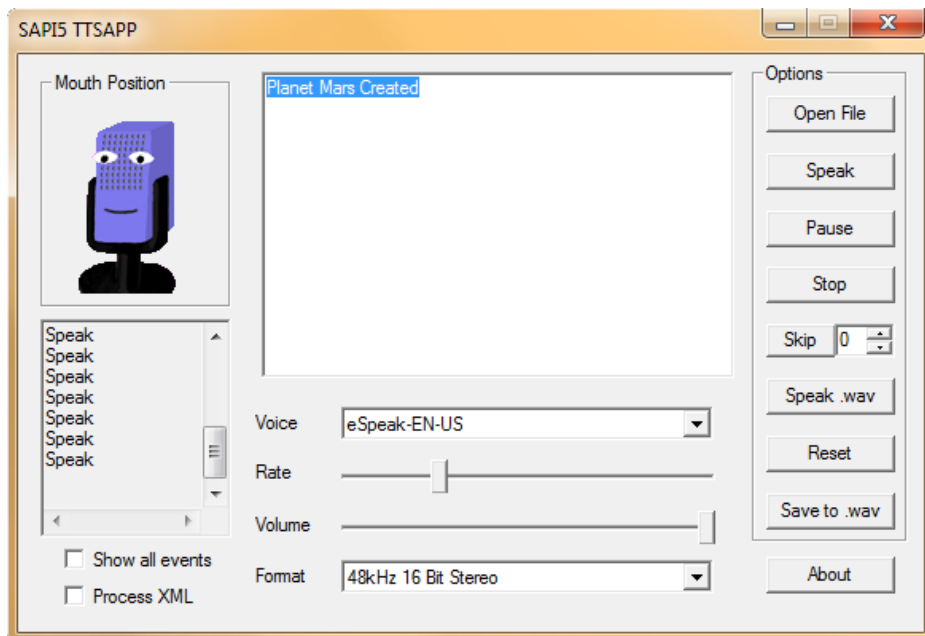 SAPI5 TTSAPP
Mouth Position
Planet Mars Created
Options
Open File
Speak
Pause
Stop
Skip 0
Speak .wav
Reset
Save to .wav
About
Speak
Speak
Speak
Speak
Speak
Speak
Speak
Show all events
Process XML
Voice eSpeak-EN-US
Rate
Volume
Format 48kHz 16 Bit Stereo